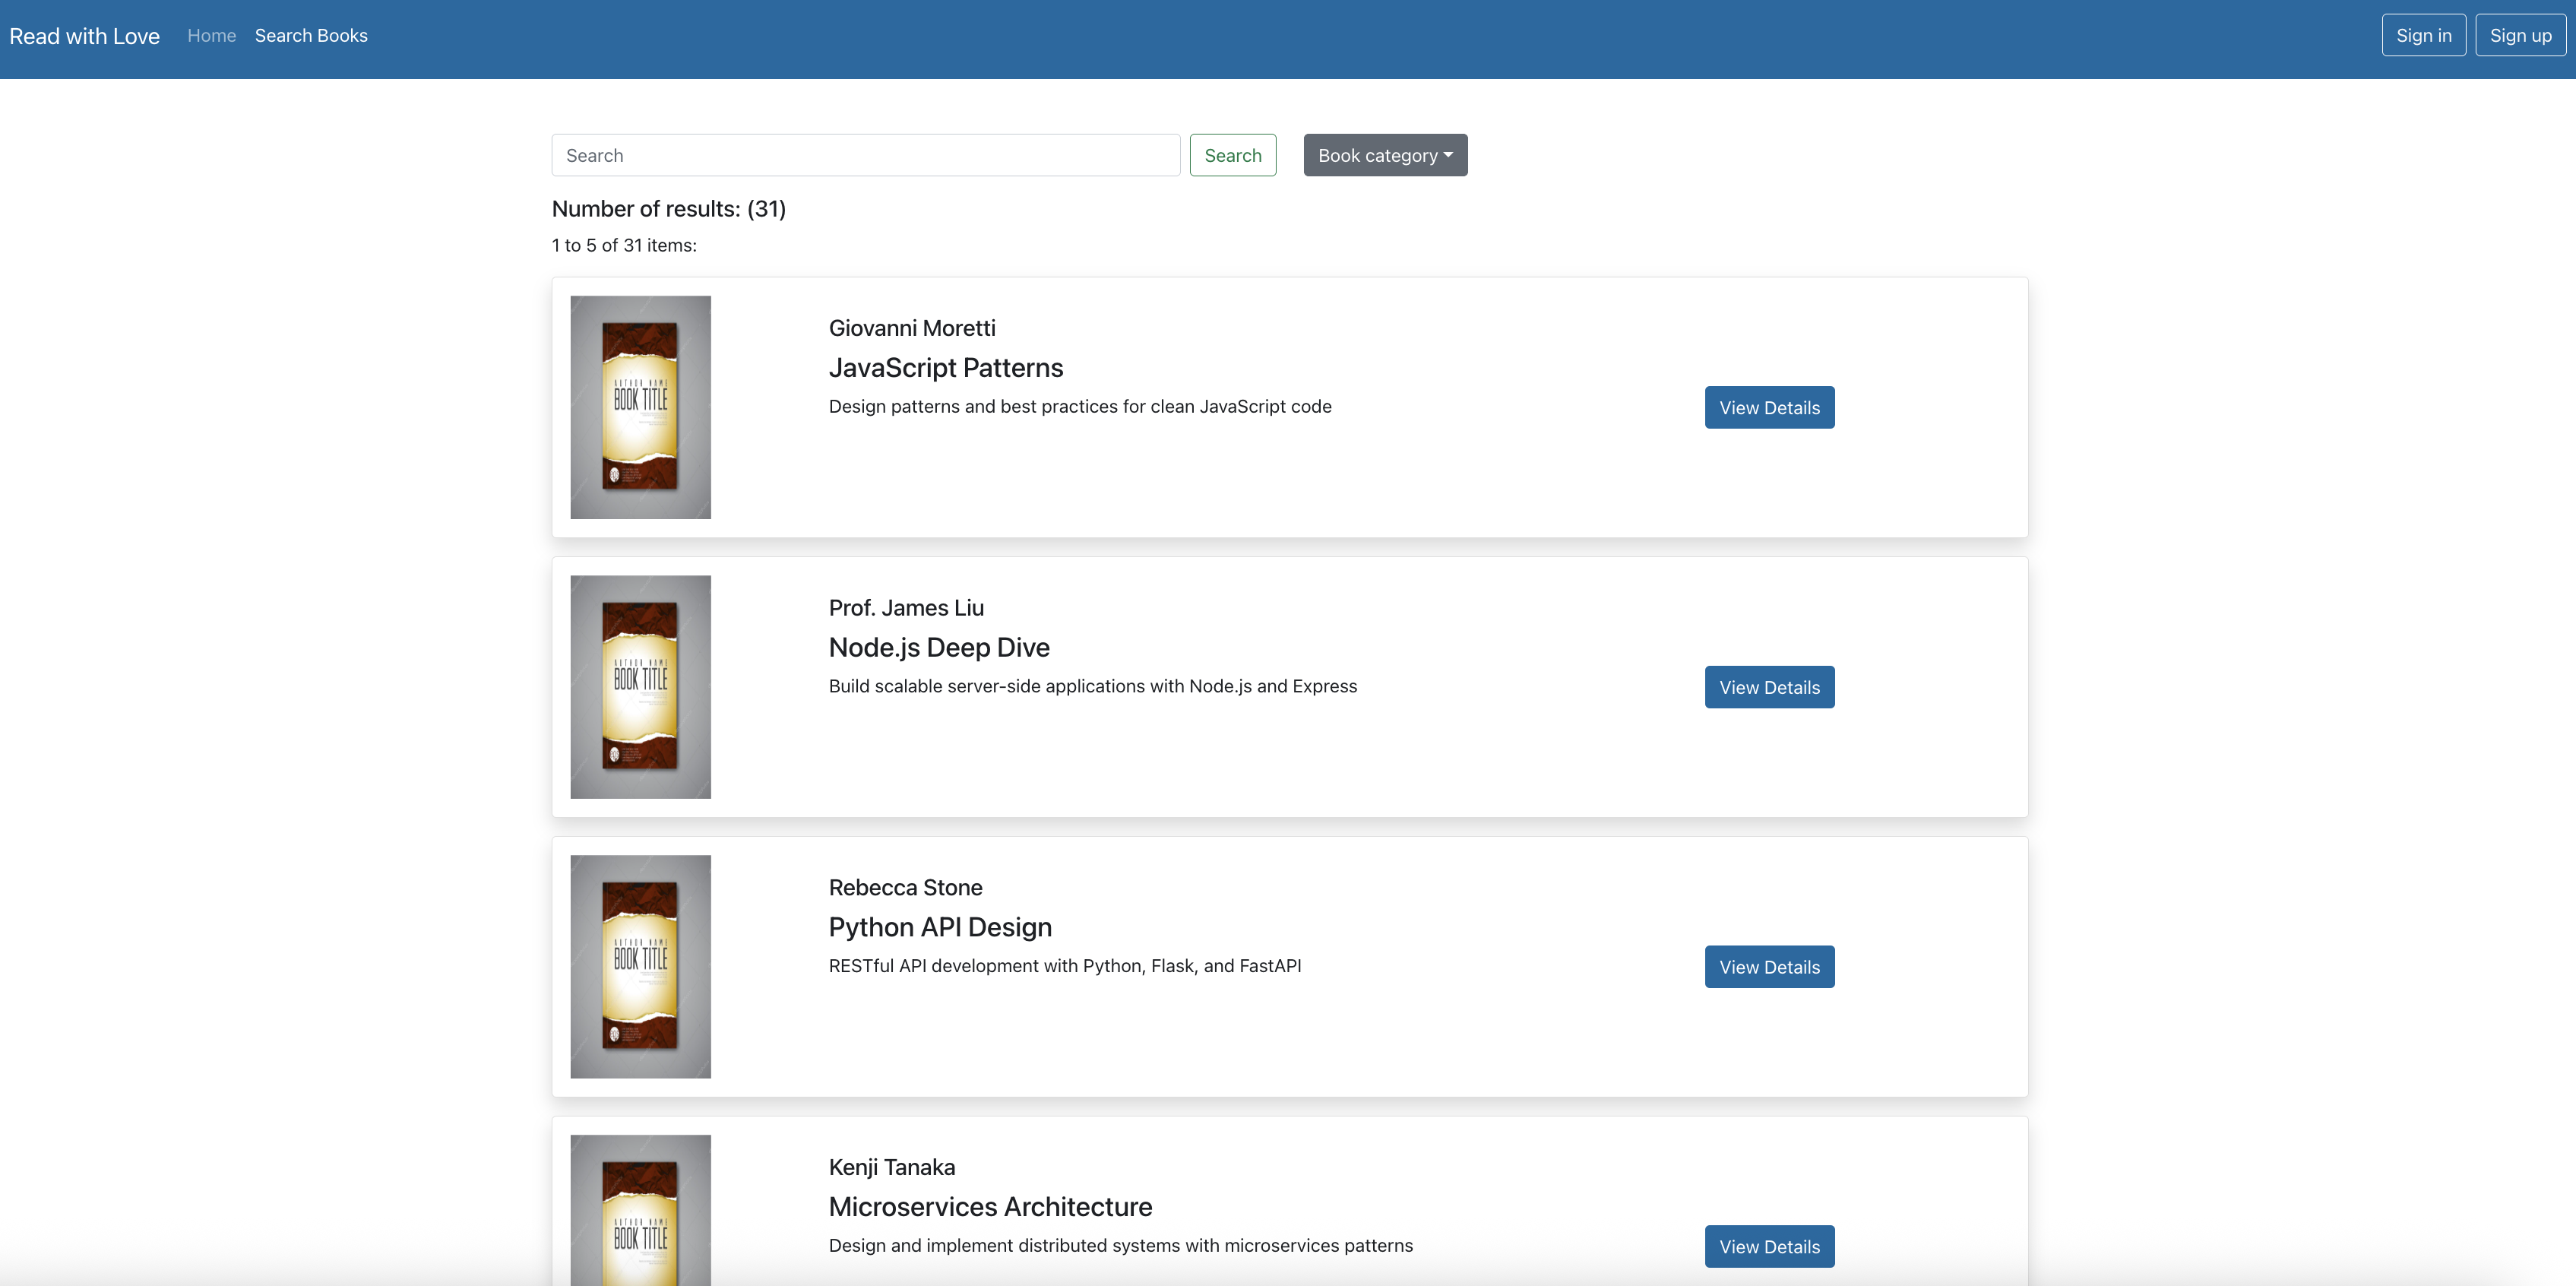 Read with Love Home Search Books Sign in Sign up
Search Search Book category
Number of results: (31)
1 to 5 of 31 items:
AUTHOR NAME
BOOK TITLE
Giovanni Moretti
JavaScript Patterns
Design patterns and best practices for clean JavaScript code
View Details
AUTHOR NAME
BOOK TITLE
Prof. James Liu
Node.js Deep Dive
Build scalable server-side applications with Node.js and Express
View Details
AUTHOR NAME
BOOK TITLE
Rebecca Stone
Python API Design
RESTful API development with Python, Flask, and FastAPI
View Details
AUTHOR NAME
BOOK TITLE
Kenji Tanaka
Microservices Architecture
Design and implement distributed systems with microservices patterns
View Details